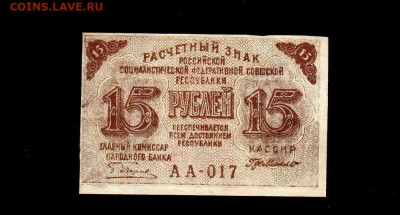 COINS.LAVE.RU
15 15
РАСЧЕТНЫЙ ЗНАК
РОССИЙСКОЙ
СОЦИАЛИСТИЧЕСКОЙ ФЕДЕРАТИВНОЙ СОВЕТСКОЙ
РЕСПУБЛИКИ
15 РУБЛЕЙ 15
ОБЕСПЕЧИВАЕТСЯ
ВСЕМ ДОСТОЯНИЕМ
РЕСПУБЛИКИ
ГЛАВНЫЙ КОМИССАР
НАРОДНОГО БАНКА
КАССИР
АА-017